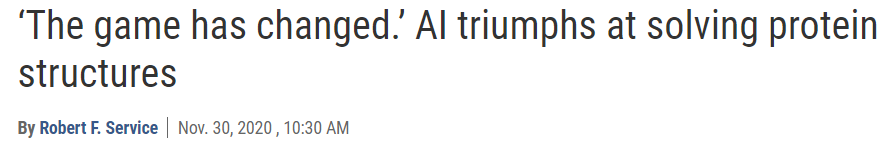 ‘The game has changed.’ AI triumphs at solving protein
structures
By Robert F. Service | Nov. 30, 2020 , 10:30 AM